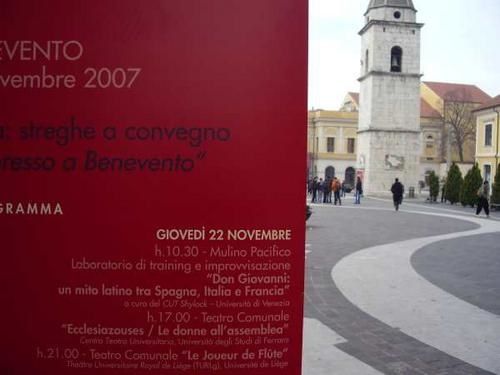 EVENTO
vembre 2007
a: streghe a convegno
presso a Benevento"
GRAMMA
GIOVEDÌ 22 NOVEMBRE
h.10.30 - Mulino Pacifico
Laboratorio di training e improvvisazione
"Don Giovanni:
un mito latino tra Spagna, Italia e Francia"
a cura del CUT-Shylock - Università di Venezia
h.17.00 - Teatro Comunale
"Ecclesiazouses / Le donne all'assemblea"
Centro Teatro Universitario, Università degli Studi di Ferrara
h.21.00 - Teatro Comunale "Le Joueur de Flûte"
Théâtre Universitaire Royal de Liège (TURLg), Université de Liège